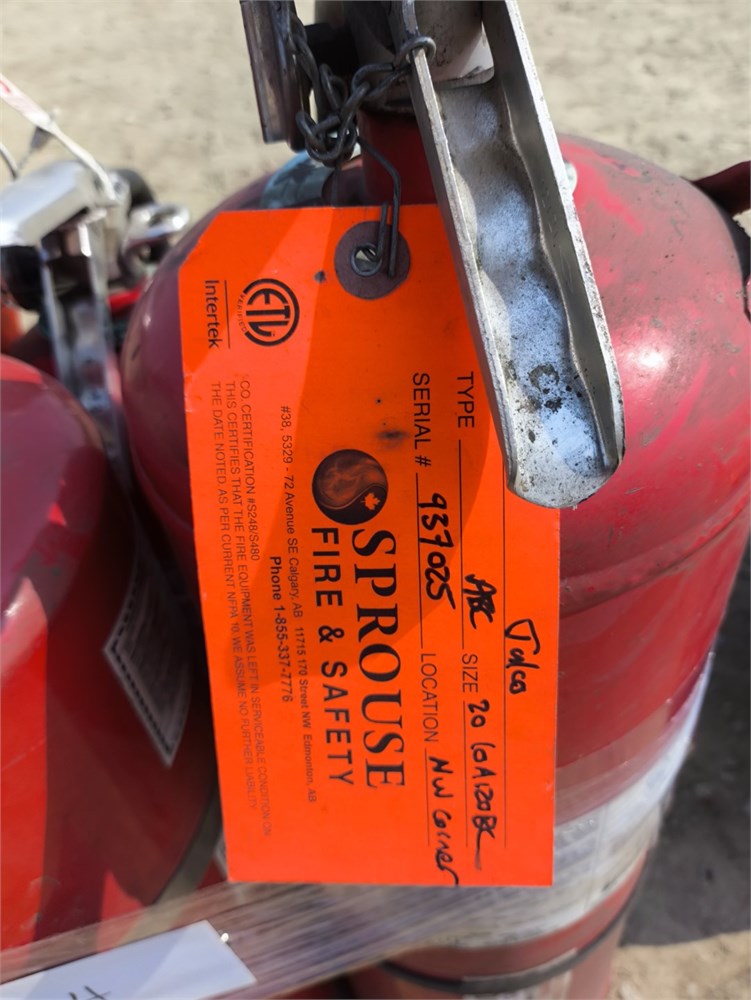 Jalco
TYPE ABC SIZE 20 60A120BC
SERIAL # 937025 LOCATION NW Corner
SPROUSE
FIRE & SAFETY
#38, 5329 - 72 Avenue SE Calgary, AB 11715 170 Street NW Edmonton, AB
Phone 1-855-337-7776
ETL
Intertek
CO. CERTIFICATION #S248/S480
THIS CERTIFIES THAT THE FIRE EQUIPMENT WAS LEFT IN SERVICEABLE CONDITION ON
THE DATE NOTED. AS PER CURRENT NFPA 10. WE ASSUME NO FURTHER LIABILITY